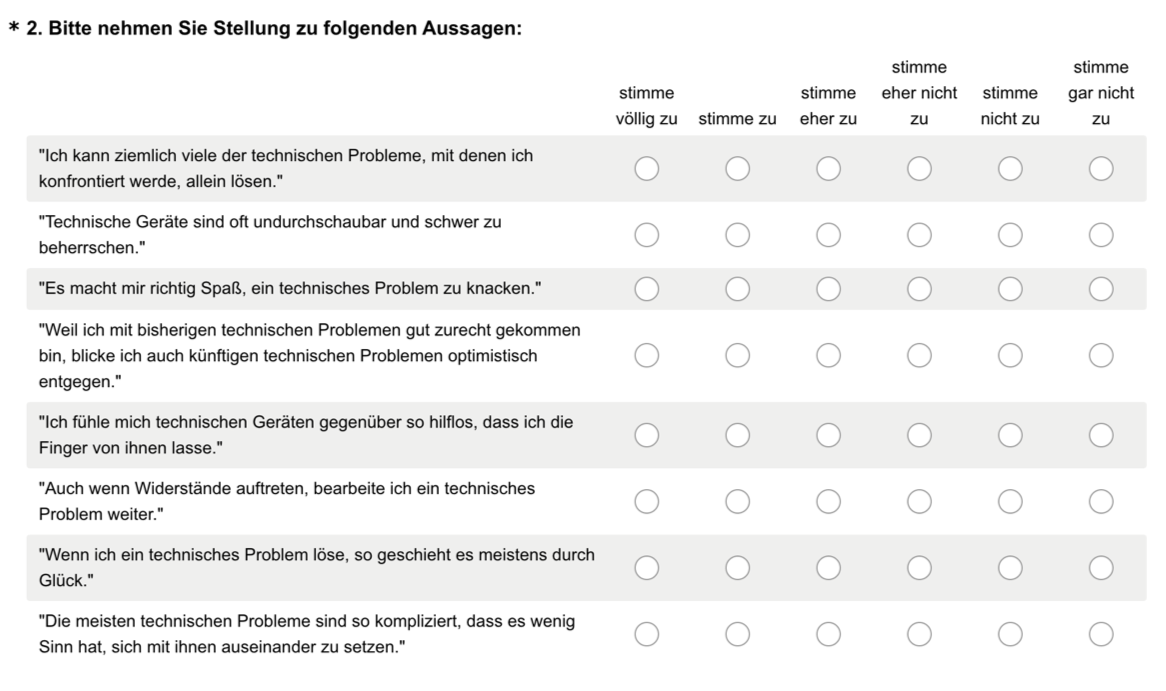 * 2. Bitte nehmen Sie Stellung zu folgenden Aussagen:
stimme völlig zu
stimme zu
stimme eher zu
stimme eher nicht zu
stimme nicht zu
stimme gar nicht zu
"Ich kann ziemlich viele der technischen Probleme, mit denen ich
konfrontiert werde, allein lösen."
"Technische Geräte sind oft undurchschaubar und schwer zu
beherrschen."
"Es macht mir richtig Spaß, ein technisches Problem zu knacken."
"Weil ich mit bisherigen technischen Problemen gut zurecht gekommen
bin, blicke ich auch künftigen technischen Problemen optimistisch
entgegen."
"Ich fühle mich technischen Geräten gegenüber so hilflos, dass ich die
Finger von ihnen lasse."
"Auch wenn Widerstände auftreten, bearbeite ich ein technisches
Problem weiter."
"Wenn ich ein technisches Problem löse, so geschieht es meistens durch
Glück."
"Die meisten technischen Probleme sind so kompliziert, dass es wenig
Sinn hat, sich mit ihnen auseinander zu setzen."